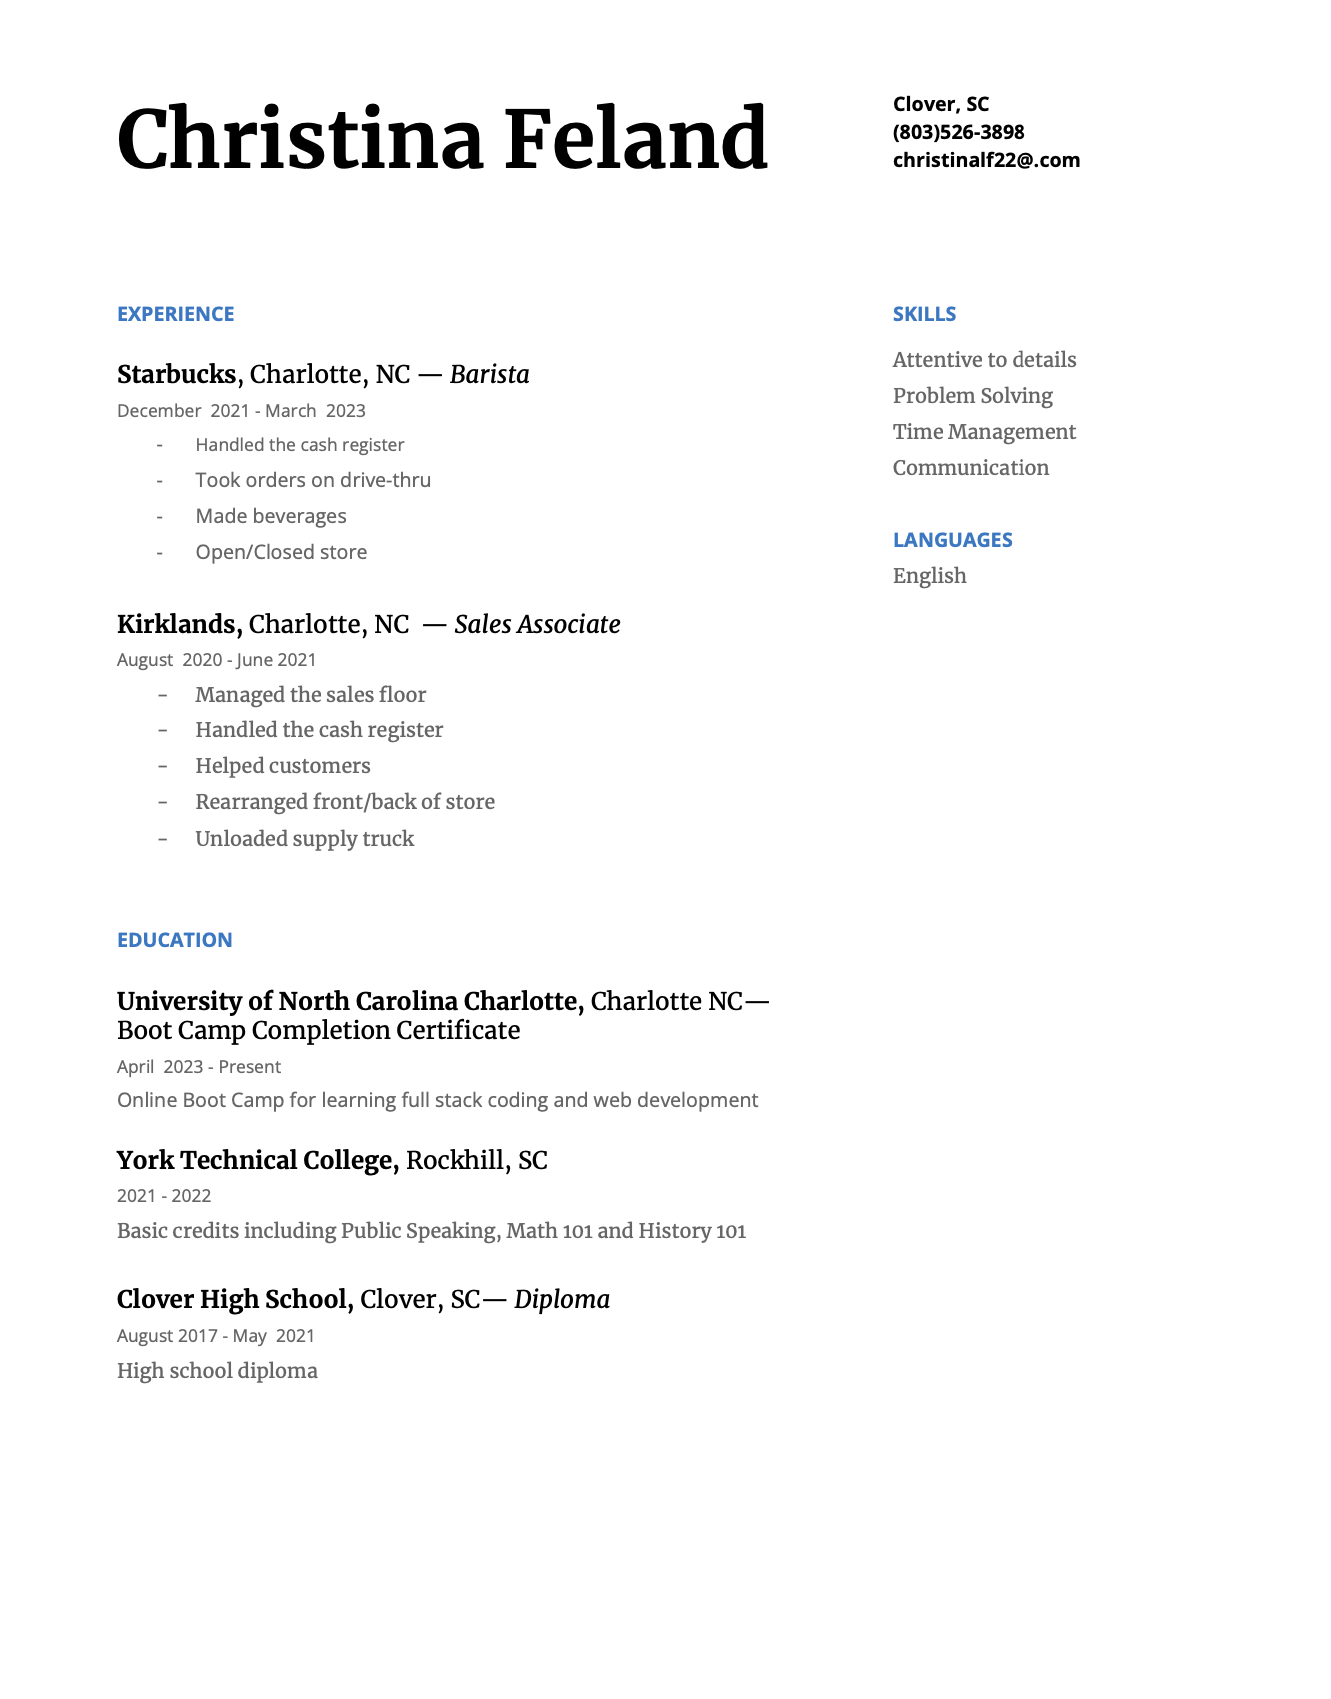 Christina Feland
Clover, SC
(803)526-3898
christinalf22@.com
EXPERIENCE
Starbucks, Charlotte, NC — Barista
December 2021 - March 2023
- Handled the cash register
- Took orders on drive-thru
- Made beverages
- Open/Closed store
Kirklands, Charlotte, NC — Sales Associate
August 2020 - June 2021
- Managed the sales floor
- Handled the cash register
- Helped customers
- Rearranged front/back of store
- Unloaded supply truck
EDUCATION
University of North Carolina Charlotte, Charlotte NC—
Boot Camp Completion Certificate
April 2023 - Present
Online Boot Camp for learning full stack coding and web development
York Technical College, Rockhill, SC
2021 - 2022
Basic credits including Public Speaking, Math 101 and History 101
Clover High School, Clover, SC— Diploma
August 2017 - May 2021
High school diploma
SKILLS
Attentive to details
Problem Solving
Time Management
Communication
LANGUAGES
English